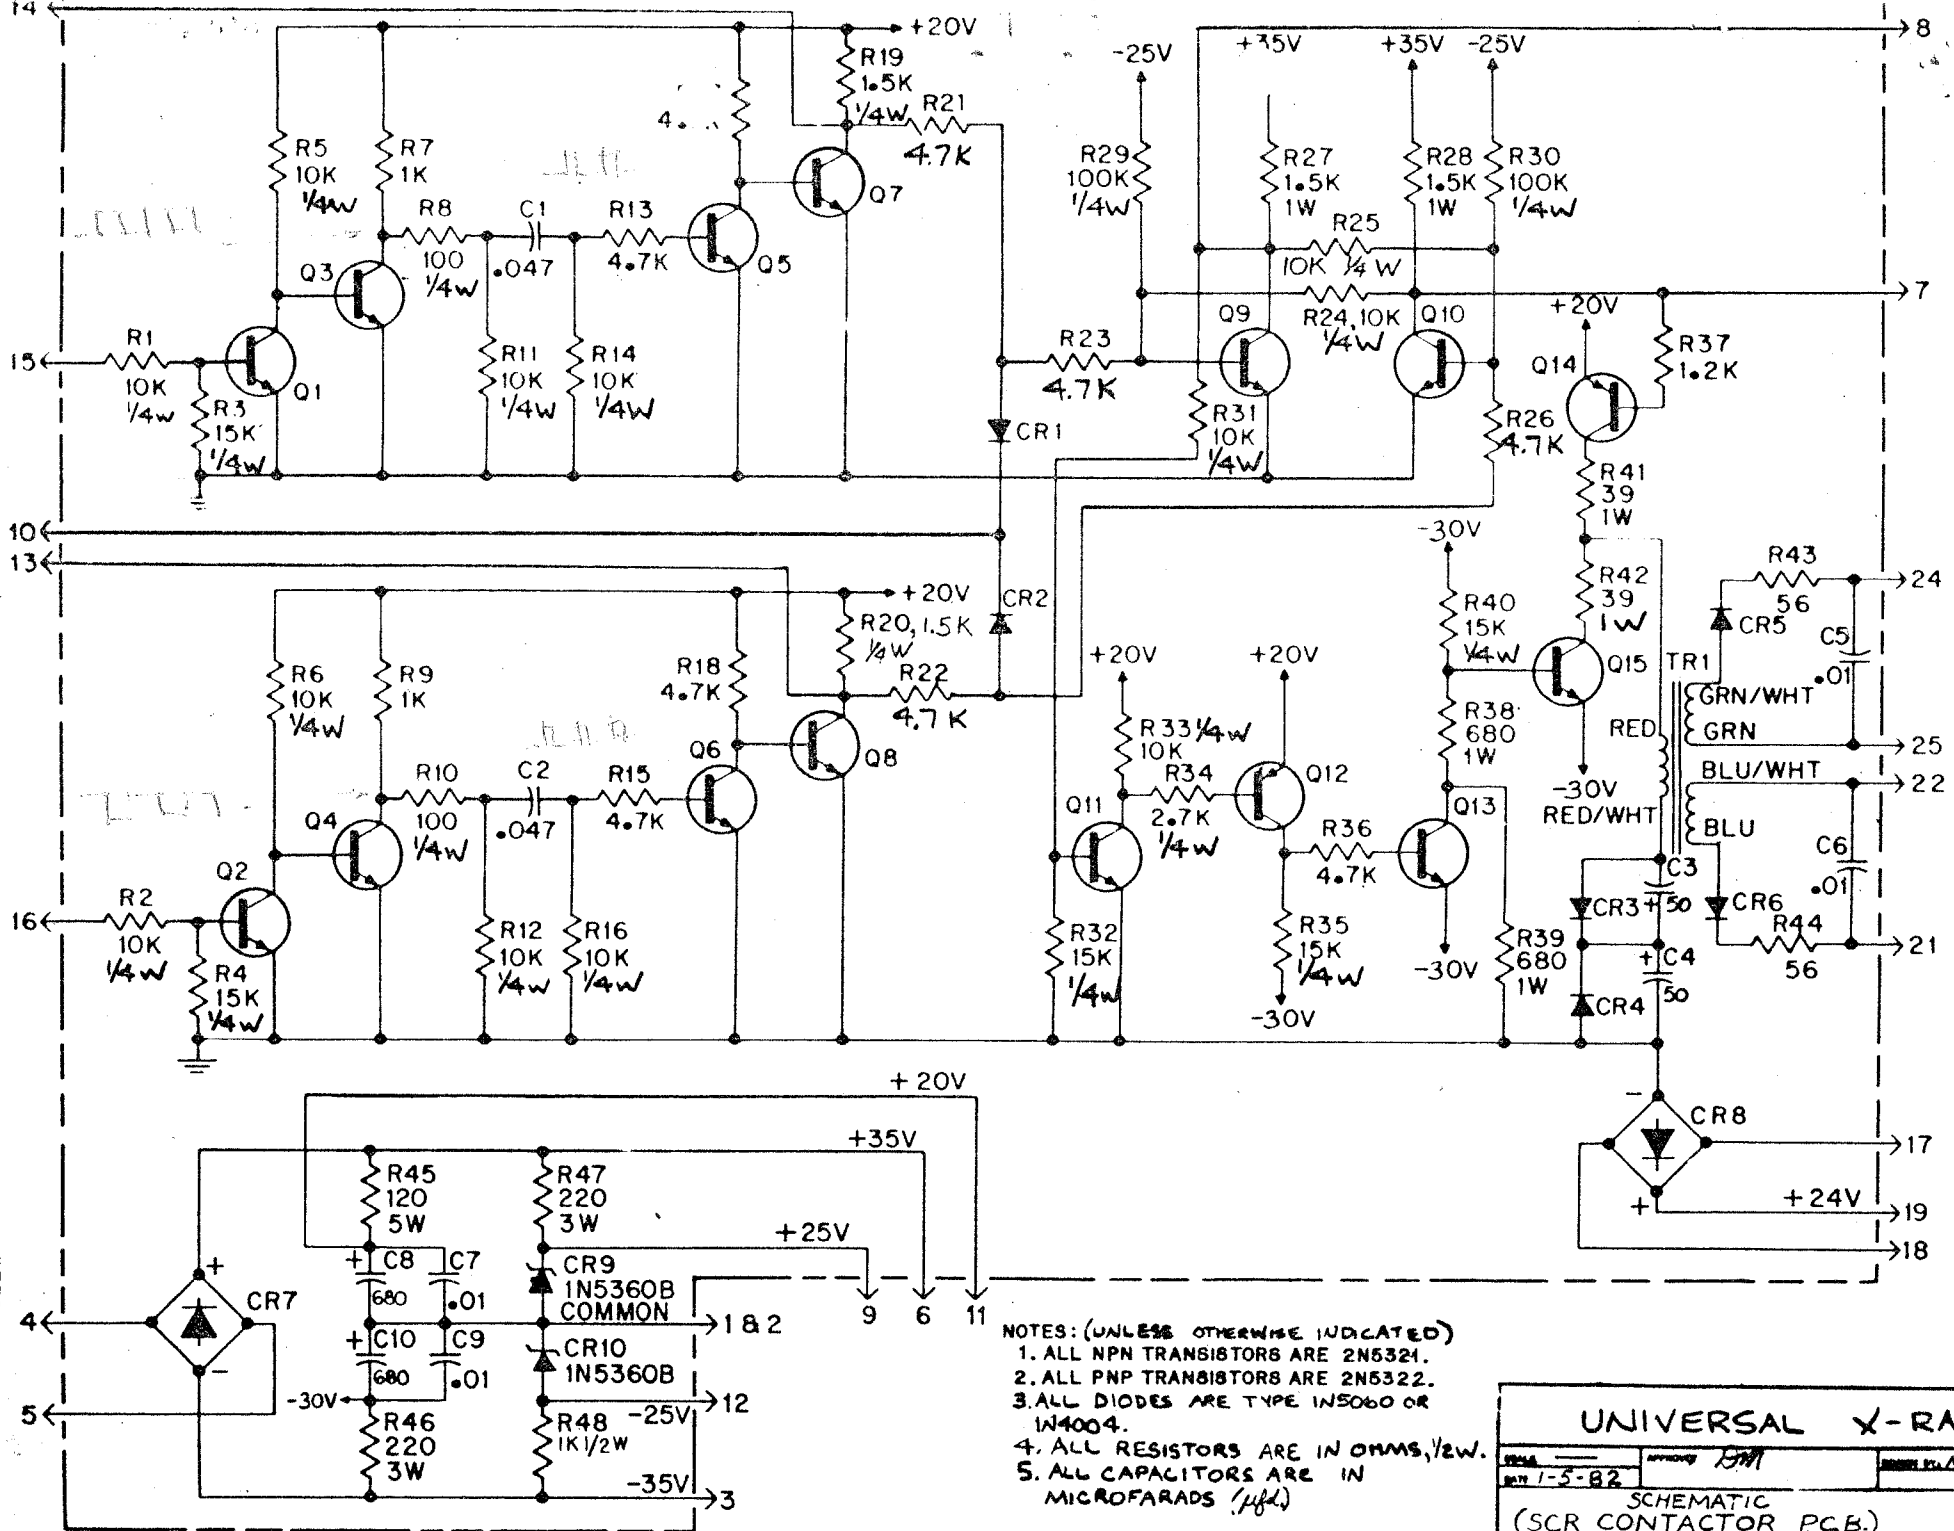 14
+20V
8
-25V
+35V
+35V -25V
R19
1.5K
1/4W
R21
4.7K
R5
10K
1/4W
R7
1K
Q7
R29
100K
1/4W
R27
1.5K
1W
R28
1.5K
1W
R30
100K
1/4W
R8
100
1/4W
C1
.047
R13
4.7K
Q5
R25
10K 1/4W
Q3
7
+20V
Q9
R24,10K
1/4W
Q10
R1
10K
1/4W
15
Q1
R3
15K
1/4W
R11
10K
1/4W
R14
10K
1/4W
R23
4.7K
Q14
R37
1.2K
CR1
R31
10K
1/4W
R26
4.7K
R41
39
1W
10
13
-30V
+20V
CR2
R20, 1.5K
1/4W
R40
15K
1/4W
R42
39
1W
R43
56
24
CR5
C5
.01
R6
10K
1/4W
R9
1K
R18
4.7K
R22
4.7K
+20V
+20V
Q15
TR1
GRN/WHT
GRN
RED
25
R33 1/4W
10K
R38
680
1W
BLU/WHT
22
-30V
RED/WHT
BLU
Q6
Q8
R10
100
1/4W
C2
.047
R15
4.7K
Q4
Q11
R34
2.7K
1/4W
Q12
Q13
R36
4.7K
C6
.01
C3
+50
CR3
CR6
R44
56
21
Q2
R2
10K
1/4W
16
R4
15K
1/4W
R12
10K
1/4W
R16
10K
1/4W
R32
15K
1/4W
R35
15K
1/4W
-30V
-30V
R39
680
1W
+ C4
50
CR4
+20V
-
CR8
17
+
+24V
19
18
+35V
R45
120
5W
R47
220
3W
+25V
+
CR7
-
4
5
+ C8
680
C7
.01
CR9
1N5360B
COMMON
1&2
9
6
11
+ C10
680
C9
.01
CR10
1N5360B
-30V
12
-25V
R46
220
3W
R48
1K 1/2W
-35V
3
NOTES: (UNLESS OTHERWISE INDICATED)
1. ALL NPN TRANSISTORS ARE 2N5321.
2. ALL PNP TRANSISTORS ARE 2N5322.
3. ALL DIODES ARE TYPE 1N5060 OR
1N4004.
4. ALL RESISTORS ARE IN OHMS, 1/2W.
5. ALL CAPACITORS ARE IN
MICROFARADS (μfd.)
UNIVERSAL X-RA
SCALE
APPROVED DM
DATE 1-5-82
SCHEMATIC
(SCR CONTACTOR P.C.B.)